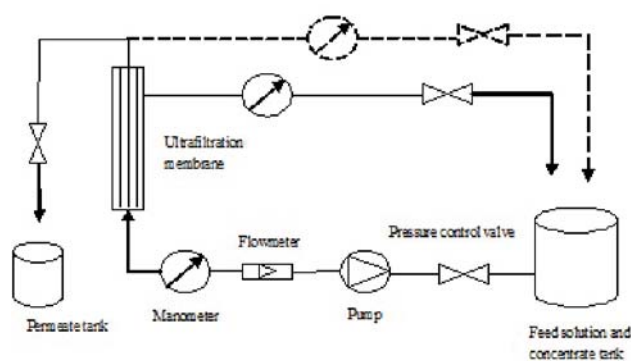 Ultrafiltration
membrane
Flowmeter
Pressure control valve
Permeate tank
Manometer
Pump
Feed solution and
concentrate tank